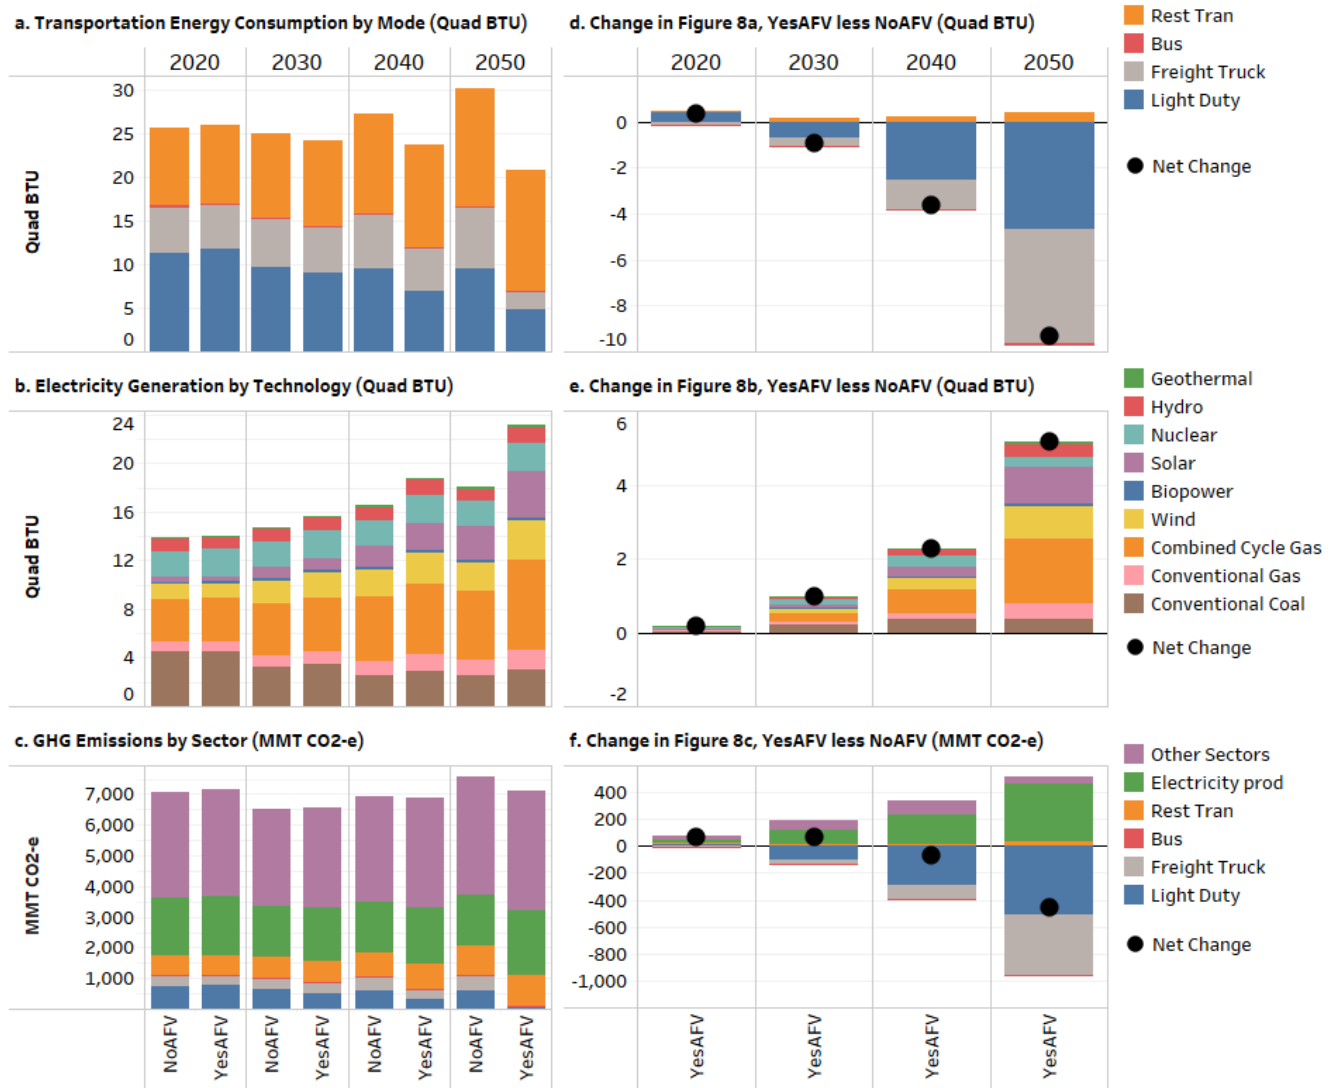 a. Transportation Energy Consumption by Mode (Quad BTU)
2020 2030 2040 2050
30
25
20
15
10
5
0
Quad BTU
d. Change in Figure 8a, YesAFV less NoAFV (Quad BTU)
2020 2030 2040 2050
0
-2
-4
-6
-8
-10
Rest Tran
Bus
Freight Truck
Light Duty
Net Change
b. Electricity Generation by Technology (Quad BTU)
24
20
16
12
8
4
0
Quad BTU
e. Change in Figure 8b, YesAFV less NoAFV (Quad BTU)
6
4
2
0
-2
Geothermal
Hydro
Nuclear
Solar
Biopower
Wind
Combined Cycle Gas
Conventional Gas
Conventional Coal
Net Change
c. GHG Emissions by Sector (MMT CO2-e)
7,000
6,000
5,000
4,000
3,000
2,000
1,000
MMT CO2-e
NoAFV YesAFV NoAFV YesAFV NoAFV YesAFV NoAFV YesAFV
f. Change in Figure 8c, YesAFV less NoAFV (MMT CO2-e)
400
200
0
-200
-400
-600
-800
-1,000
YesAFV YesAFV YesAFV YesAFV
Other Sectors
Electricity prod
Rest Tran
Bus
Freight Truck
Light Duty
Net Change